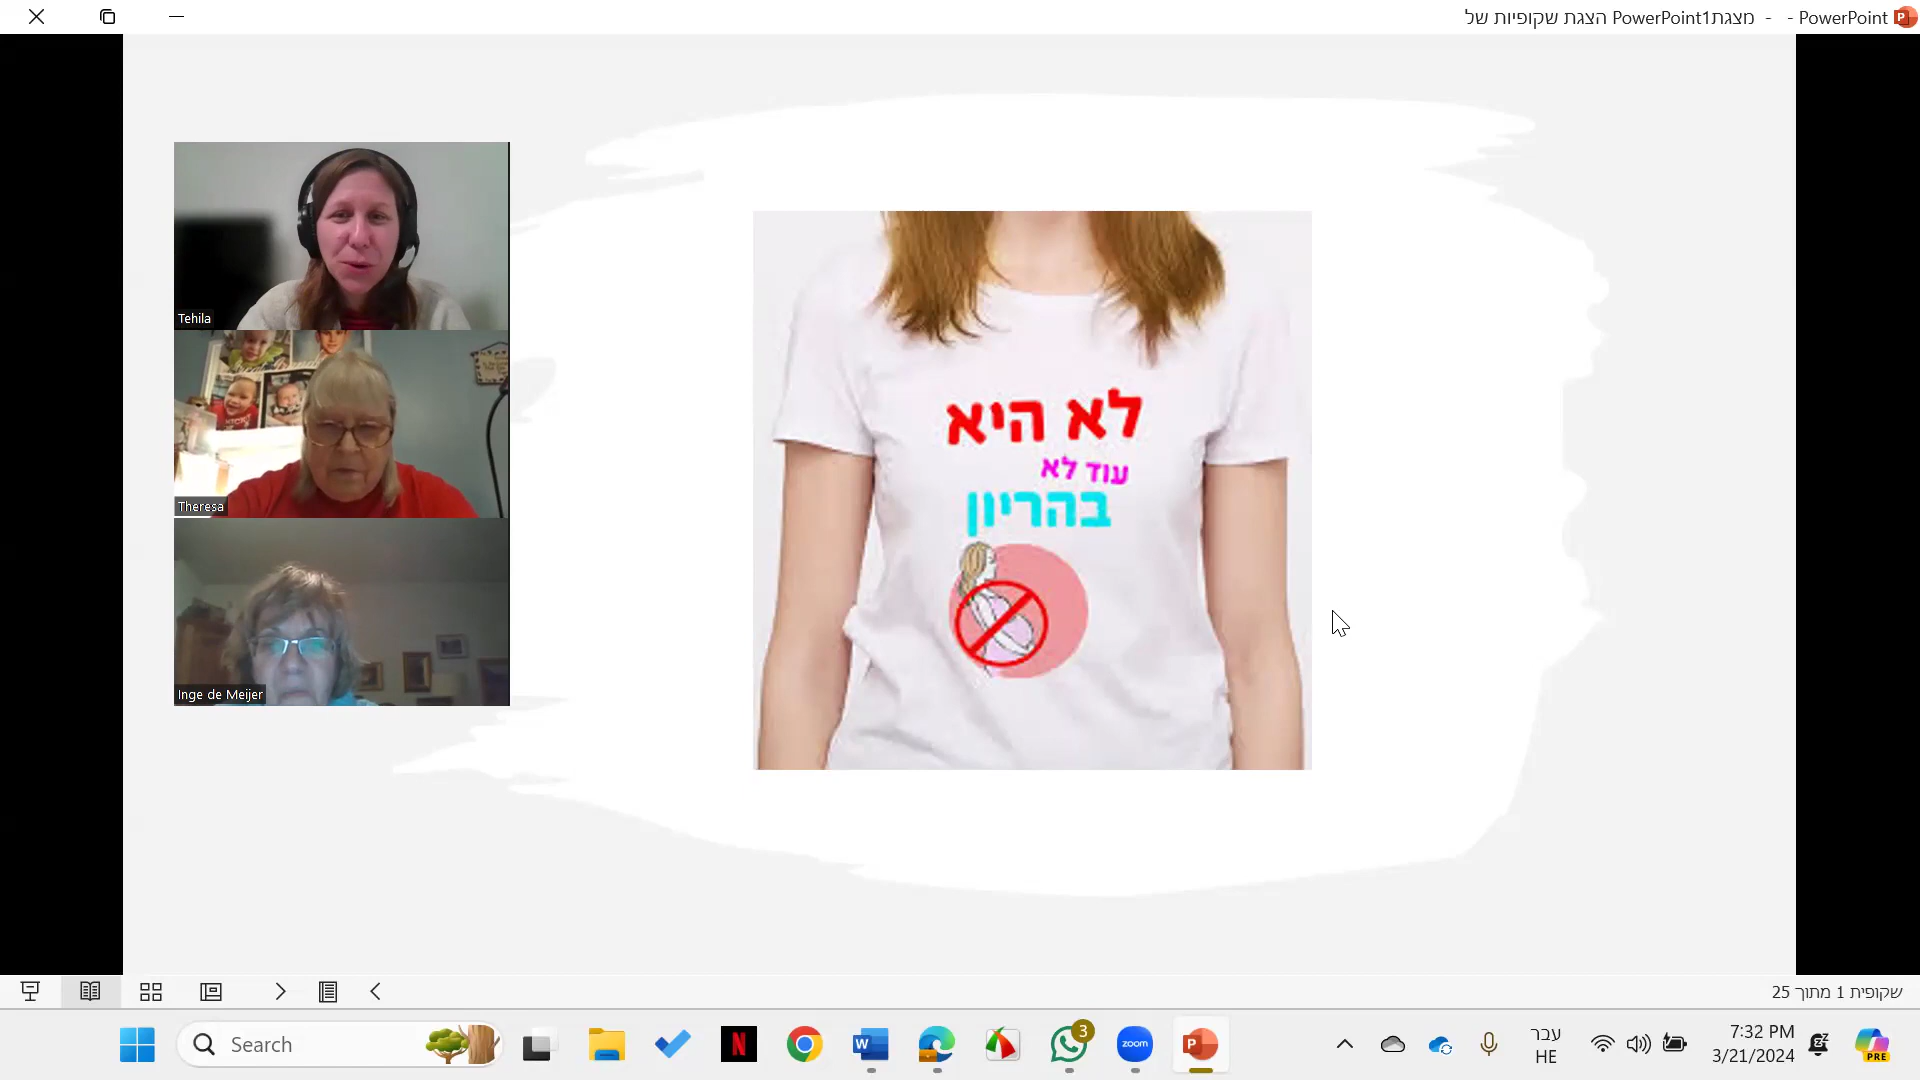 מצגת1PowerPoint הצגת שקופיות של - - PowerPoint
Tehila
Theresa
Inge de Meijer
לא היא
עוד לא
בהריון
שקופית 1 מתוך 25
Search
3
zoom
עבר
HE
7:32 PM
3/21/2024
PRE